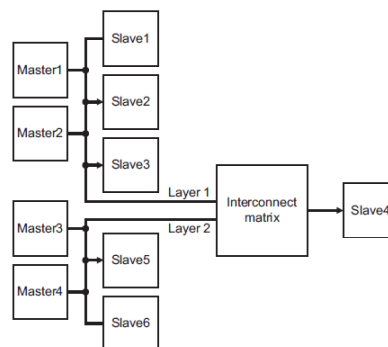 Slave1
Master1
Slave2
Master2
Slave3
Layer 1
Interconnect
matrix
Slave4
Master3
Layer 2
Slave5
Master4
Slave6